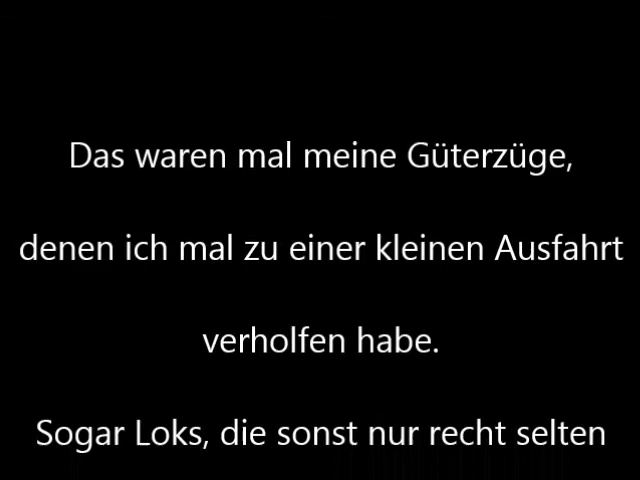 Das waren mal meine Güterzüge,
denen ich mal zu einer kleinen Ausfahrt
verholfen habe.
Sogar Loks, die sonst nur recht selten